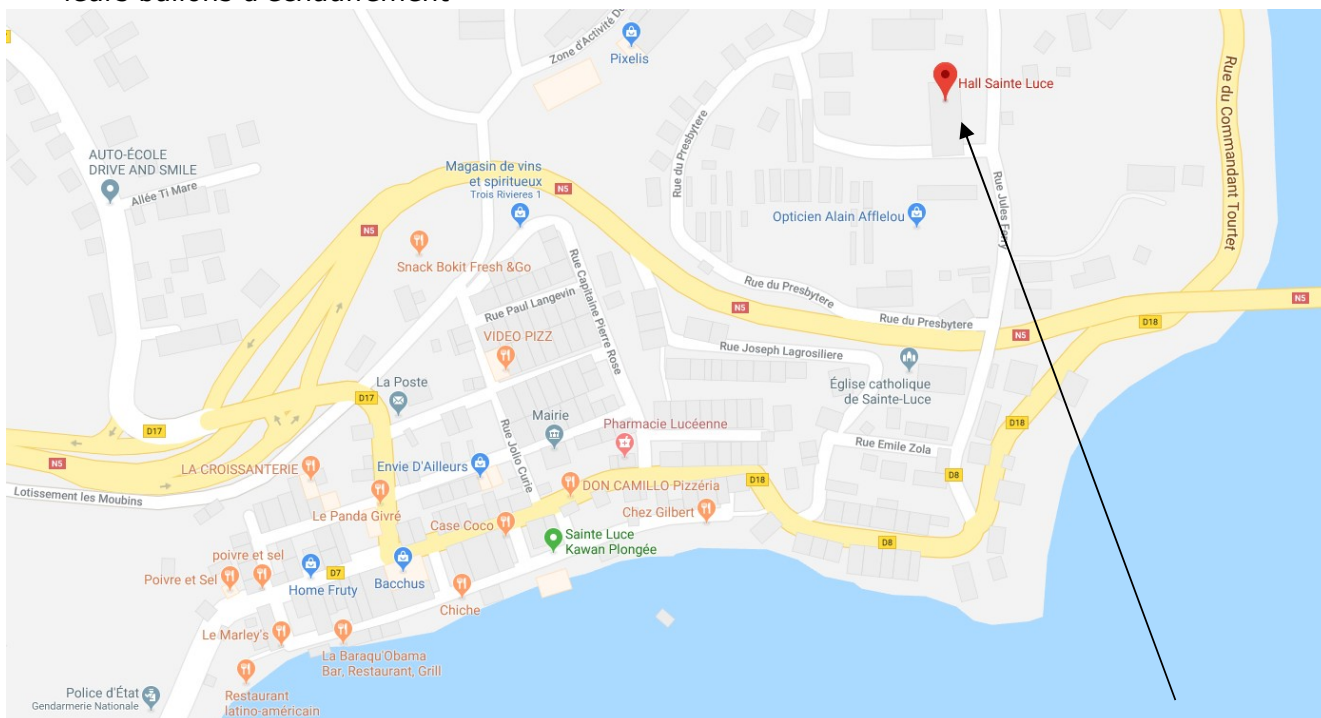 leurs ballons d'échauffement
Zone d'Activité De
Pixelis
Hall Sainte Luce
Rue du Commandant Tourtet
AUTO-ÉCOLE
DRIVE AND SMILE
Allée Ti Mare
Magasin de vins
et spiritueux
Trois Rivieres 1
N5
Rue du Presbytere
Rue Jules Ferry
Opticien Alain Afflelou
N5
Snack Bokit Fresh &Go
Rue Paul Langevin
Rue Capitaine Pierre Rose
Rue du Presbytere
N5
N5
Rue du Presbytere
D18
N5
VIDEO PIZZ
Rue Joseph Lagrosiliere
Église catholique
de Sainte-Luce
La Poste
D17
D17
Mairie
Pharmacie Lucéenne
D18
Rue Emile Zola
N5
LA CROISSANTERIE
Envie D'Ailleurs
Rue Jolio Curie
D8
Lotissement les Moubins
DON CAMILLO Pizzéria
D18
Le Panda Givré
Case Coco
Chez Gilbert
Sainte Luce
Kawan Plongée
D8
poivre et sel
Poivre et Sel
Home Fruty
D7
Bacchus
Chiche
Le Marley's
La Baraqu'Obama
Bar, Restaurant, Grill
Police d'État
Gendarmerie Nationale
Restaurant
latino-américain